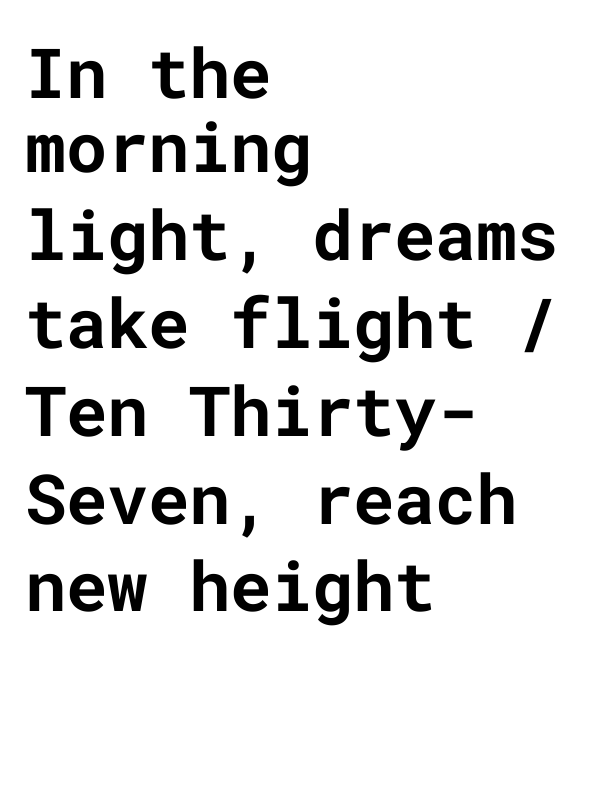 In the
morning
light, dreams
take flight /
Ten Thirty-
Seven, reach
new height